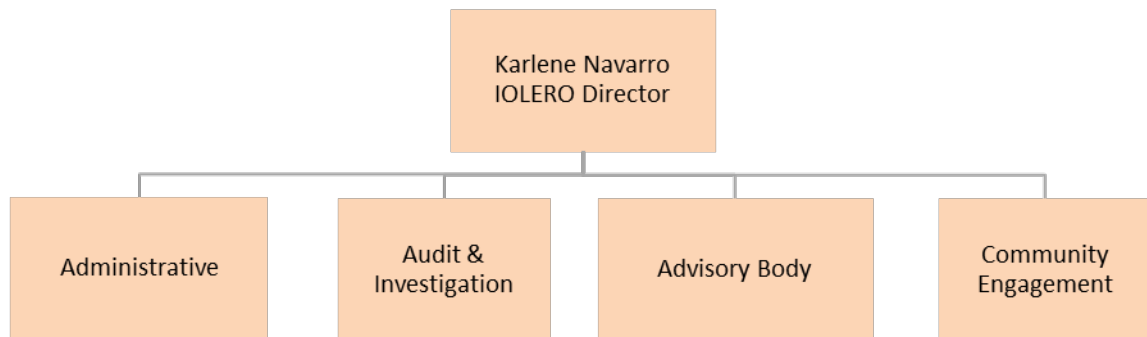 Karlene Navarro
IOLERO Director
Administrative
Audit &
Investigation
Advisory Body
Community
Engagement